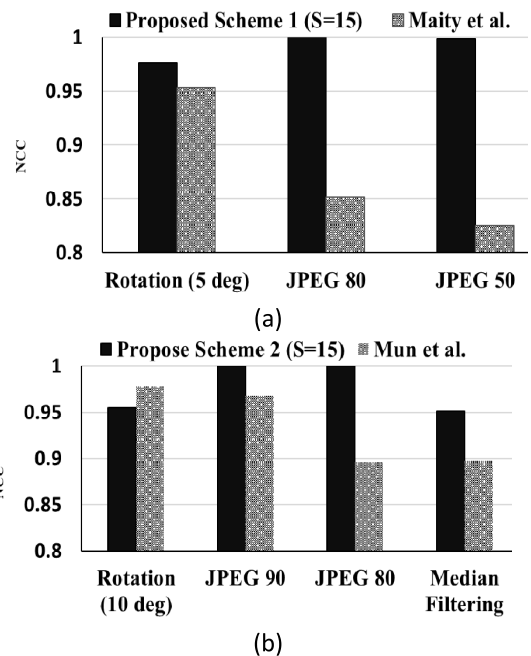 Proposed Scheme 1 (S=15) Maity et al.
1
0.95
0.9
0.85
0.8
NCC
Rotation (5 deg) JPEG 80 JPEG 50
(a)
Propose Scheme 2 (S=15) Mun et al.
1
0.95
0.9
0.85
0.8
NCC
Rotation JPEG 90 JPEG 80 Median
(10 deg) Filtering
(b)